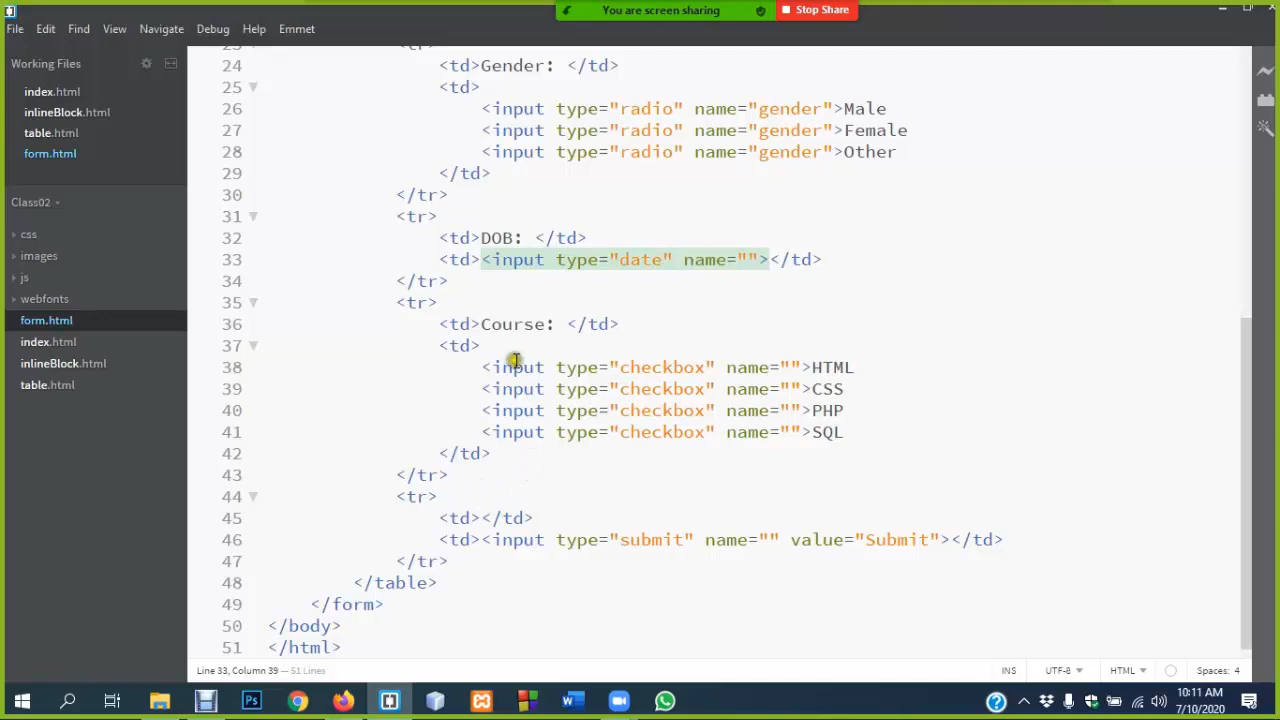 You are screen sharing
Stop Share
File Edit Find View Navigate Debug Help Emmet
Working Files
index.html
inlineBlock.html
table.html
form.html
Class02
css
images
js
webfonts
form.html
index.html
inlineBlock.html
table.html
23 <tr>
24 <td>Gender: </td>
25 <td>
26 <input type="radio" name="gender">Male
27 <input type="radio" name="gender">Female
28 <input type="radio" name="gender">Other
29 </td>
30 </tr>
31 <tr>
32 <td>DOB: </td>
33 <td><input type="date" name=""></td>
34 </tr>
35 <tr>
36 <td>Course: </td>
37 <td>
38 <input type="checkbox" name="">HTML
39 <input type="checkbox" name="">CSS
40 <input type="checkbox" name="">PHP
41 <input type="checkbox" name="">SQL
42 </td>
43 </tr>
44 <tr>
45 <td></td>
46 <td><input type="submit" name="" value="Submit"></td>
47 </tr>
48 </table>
49 </form>
50 </body>
51 </html>
Line 33, Column 39 — 51 Lines
INS UTF-8 HTML Spaces: 4
Ps
W
10:11 AM
7/10/2020